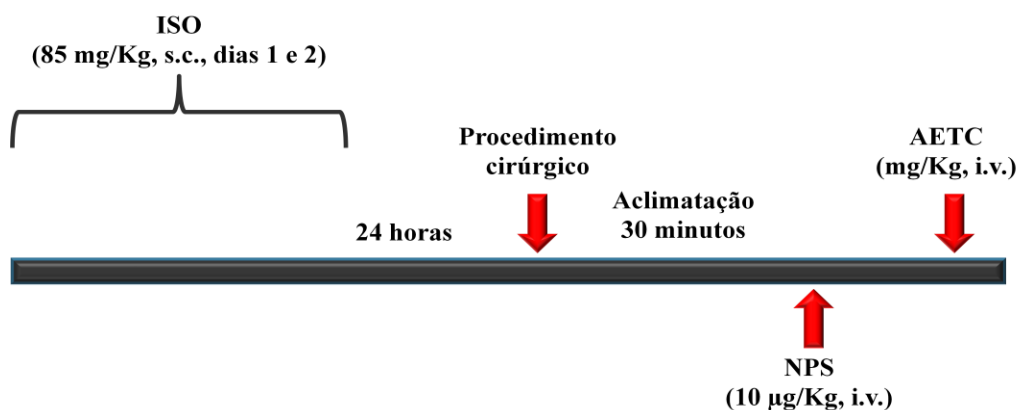 ISO
(85 mg/Kg, s.c., dias 1 e 2)
Procedimento
cirúrgico
AETC
(mg/Kg, i.v.)
24 horas
Aclimatação
30 minutos
NPS
(10 µg/Kg, i.v.)